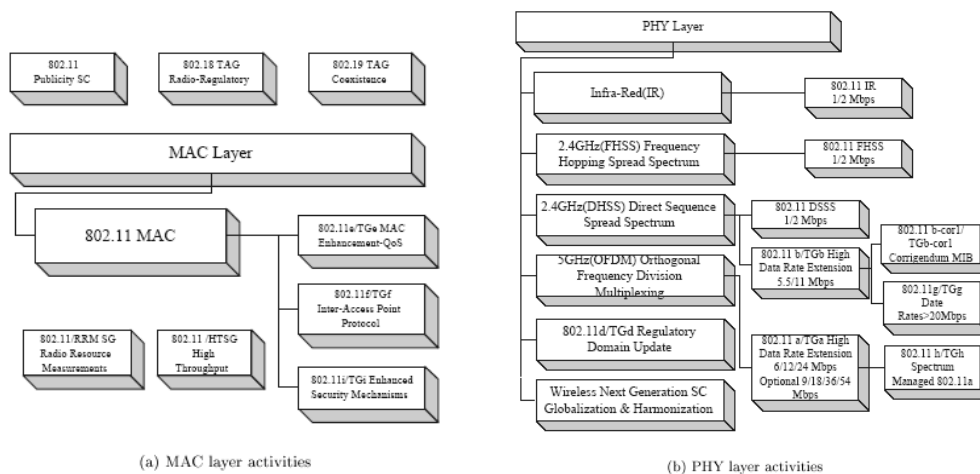 802.11
Publicity SC
802.18 TAG
Radio-Regulatory
802.19 TAG
Coexistence
MAC Layer
802.11 MAC
802.11e/TGe MAC
Enhancement-QoS
802.11f/TGf
Inter-Access Point
Protocol
802.11i/TGi Enhanced
Security Mechanisms
802.11/RRM SG
Radio Resource
Measurements
802.11 /HTSG
High
Throughput
(a) MAC layer activities
PHY Layer
Infra-Red(IR)
802.11 IR
1/2 Mbps
2.4GHz(FHSS) Frequency
Hopping Spread Spectrum
802.11 FHSS
1/2 Mbps
2.4GHz(DHSS) Direct Sequence
Spread Spectrum
802.11 DSSS
1/2 Mbps
802.11 b/TGb High
Data Rate Extension
5.5/11 Mbps
802.11 b-cor1/
TGb-cor1
Corrigendum MIB
802.11g/TGg
Date
Rates>20Mbps
5GHz(OFDM) Orthogonal
Frequency Division
Multiplexing
802.11 a/TGa High
Data Rate Extension
6/12/24 Mbps
Optional 9/18/36/54
Mbps
802.11 h/TGh
Spectrum
Managed 802.11a
802.11d/TGd Regulatory
Domain Update
Wireless Next Generation SC
Globalization & Harmonization
(b) PHY layer activities